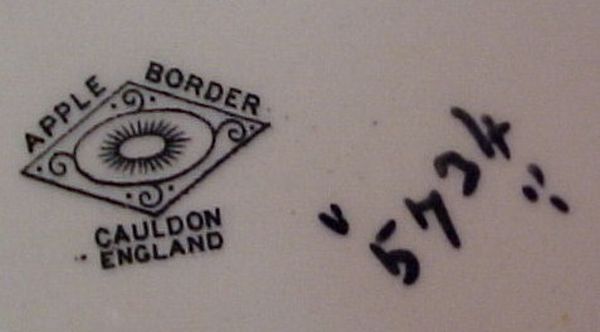 APPLE BORDER
CAULDON
ENGLAND
V 5734